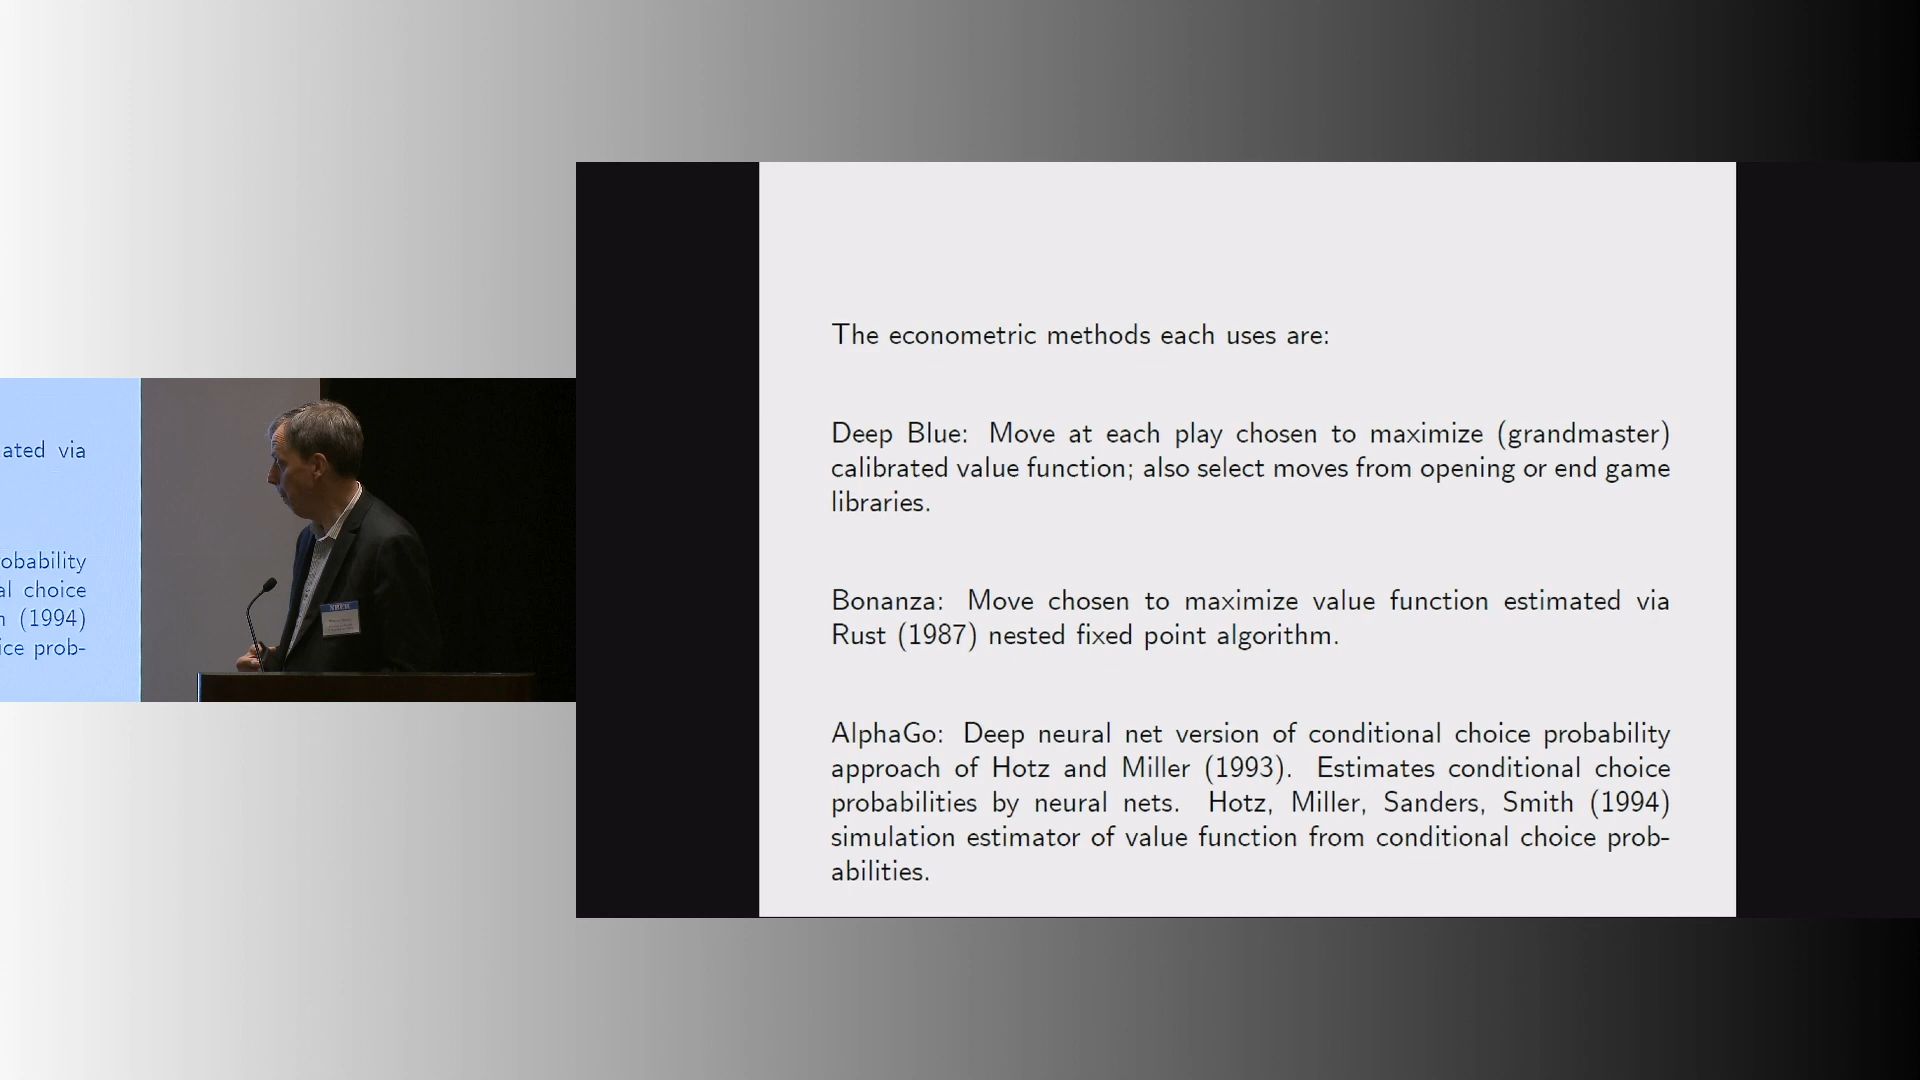 ated via
obability
al choice
(1994)
ice prob-
NBER
The econometric methods each uses are:
Deep Blue: Move at each play chosen to maximize (grandmaster)
calibrated value function; also select moves from opening or end game
libraries.
Bonanza: Move chosen to maximize value function estimated via
Rust (1987) nested fixed point algorithm.
AlphaGo: Deep neural net version of conditional choice probability
approach of Hotz and Miller (1993). Estimates conditional choice
probabilities by neural nets. Hotz, Miller, Sanders, Smith (1994)
simulation estimator of value function from conditional choice prob-
abilities.